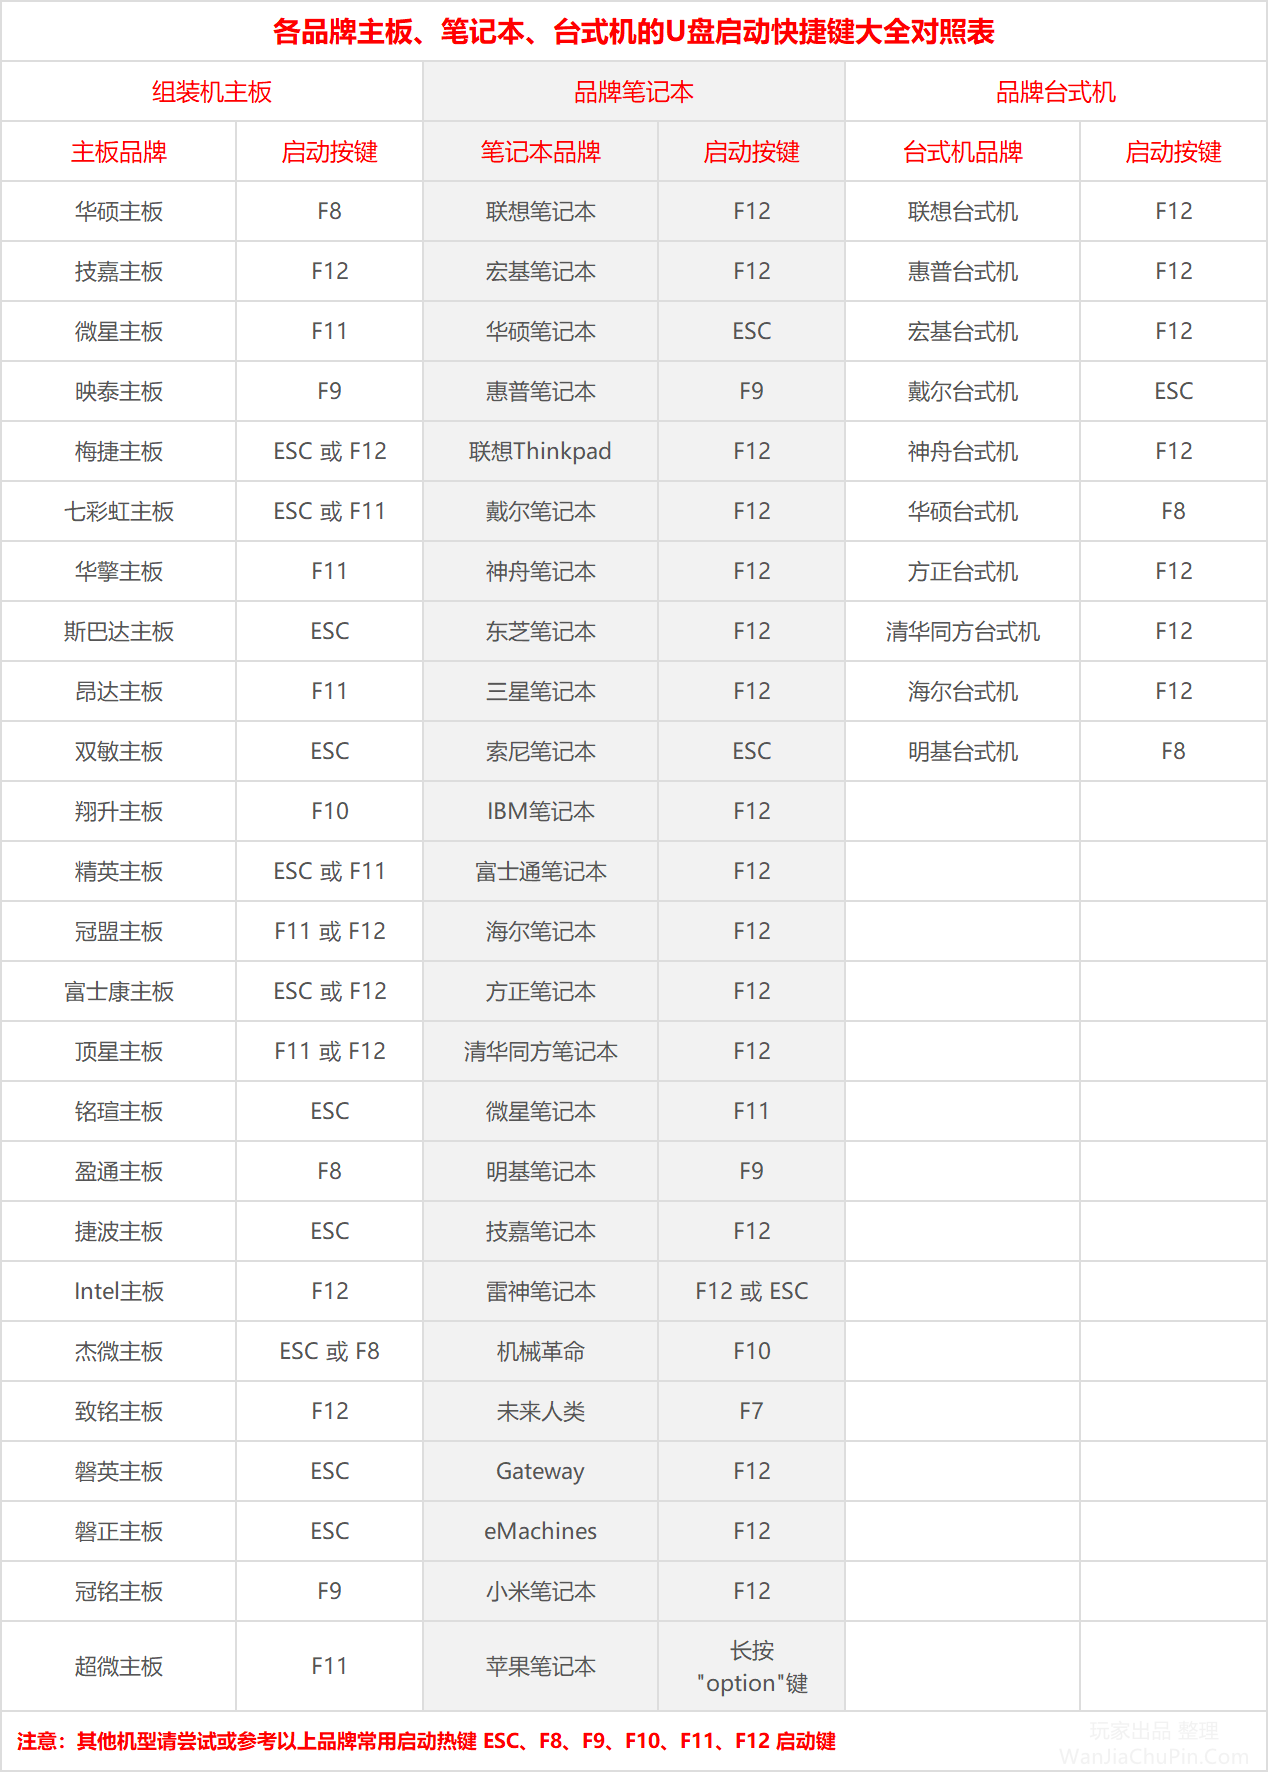 各品牌主板、笔记本、台式机的U盘启动快捷键大全对照表
组装机主板 品牌笔记本 品牌台式机
主板品牌 启动按键 笔记本品牌 启动按键 台式机品牌 启动按键
华硕主板 F8 联想笔记本 F12 联想台式机 F12
技嘉主板 F12 宏基笔记本 F12 惠普台式机 F12
微星主板 F11 华硕笔记本 ESC 宏基台式机 F12
映泰主板 F9 惠普笔记本 F9 戴尔台式机 ESC
梅捷主板 ESC 或 F12 联想Thinkpad F12 神舟台式机 F12
七彩虹主板 ESC 或 F11 戴尔笔记本 F12 华硕台式机 F8
华擎主板 F11 神舟笔记本 F12 方正台式机 F12
斯巴达主板 ESC 东芝笔记本 F12 清华同方台式机 F12
昂达主板 F11 三星笔记本 F12 海尔台式机 F12
双敏主板 ESC 索尼笔记本 ESC 明基台式机 F8
翔升主板 F10 IBM笔记本 F12
精英主板 ESC 或 F11 富士通笔记本 F12
冠盟主板 F11 或 F12 海尔笔记本 F12
富士康主板 ESC 或 F12 方正笔记本 F12
顶星主板 F11 或 F12 清华同方笔记本 F12
铭瑄主板 ESC 微星笔记本 F11
盈通主板 F8 明基笔记本 F9
捷波主板 ESC 技嘉笔记本 F12
Intel主板 F12 雷神笔记本 F12 或 ESC
杰微主板 ESC 或 F8 机械革命 F10
致铭主板 F12 未来人类 F7
磐英主板 ESC Gateway F12
磐正主板 ESC eMachines F12
冠铭主板 F9 小米笔记本 F12
超微主板 F11 苹果笔记本 长按
"option"键
注意：其他机型请尝试或参考以上品牌常用启动热键 ESC、F8、F9、F10、F11、F12 启动键
玩家出品 整理
WanJiaChuPin.Com